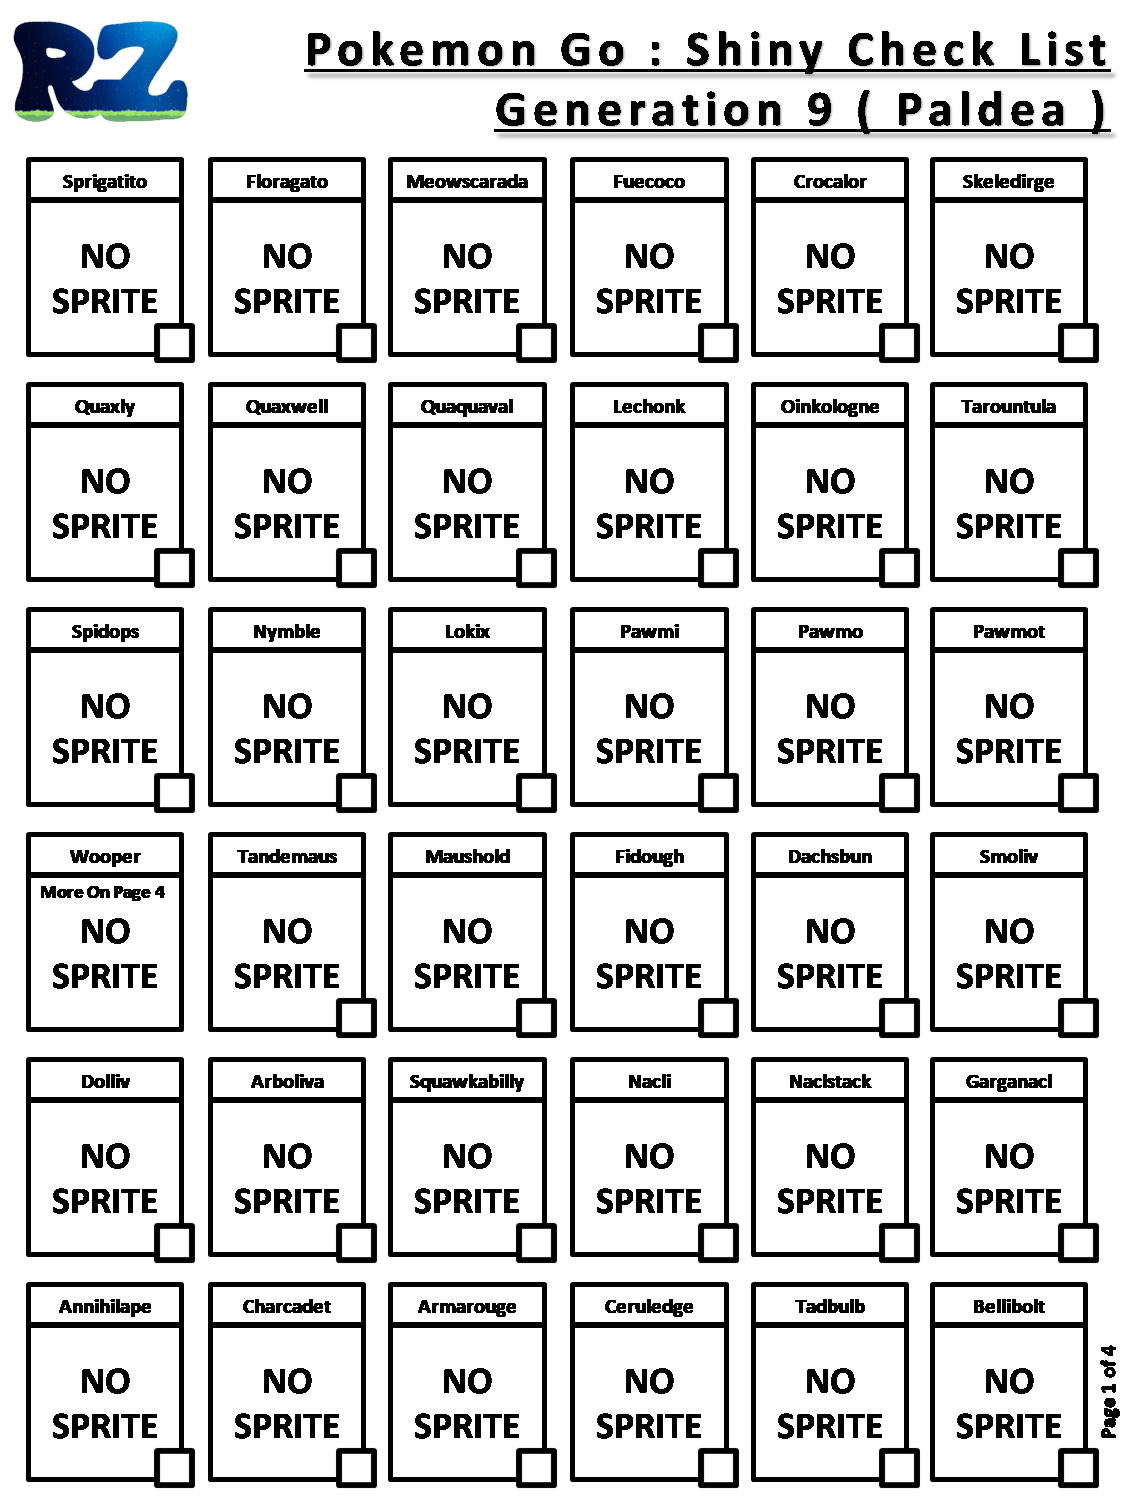 RZ
Pokemon Go : Shiny Check List
Generation 9 ( Paldea )
Sprigatito Floragato Meowscarada Fuecoco Crocalor Skeledirge
NO NO NO NO NO NO
SPRITE SPRITE SPRITE SPRITE SPRITE SPRITE
Quaxly Quaxwell Quaquaval Lechonk Oinkologne Tarountula
NO NO NO NO NO NO
SPRITE SPRITE SPRITE SPRITE SPRITE SPRITE
Spidops Nymble Lokix Pawmi Pawmo Pawmot
NO NO NO NO NO NO
SPRITE SPRITE SPRITE SPRITE SPRITE SPRITE
Wooper Tandemaus Maushold Fidough Dachsbun Smoliv
More On Page 4
NO NO NO NO NO NO
SPRITE SPRITE SPRITE SPRITE SPRITE SPRITE
Dolliv Arboliva Squawkabilly Nacli Naclstack Garganacl
NO NO NO NO NO NO
SPRITE SPRITE SPRITE SPRITE SPRITE SPRITE
Annihilape Charcadet Armarouge Ceruledge Tadbulb Bellibolt
NO NO NO NO NO NO
SPRITE SPRITE SPRITE SPRITE SPRITE SPRITE
Page 1 of 4